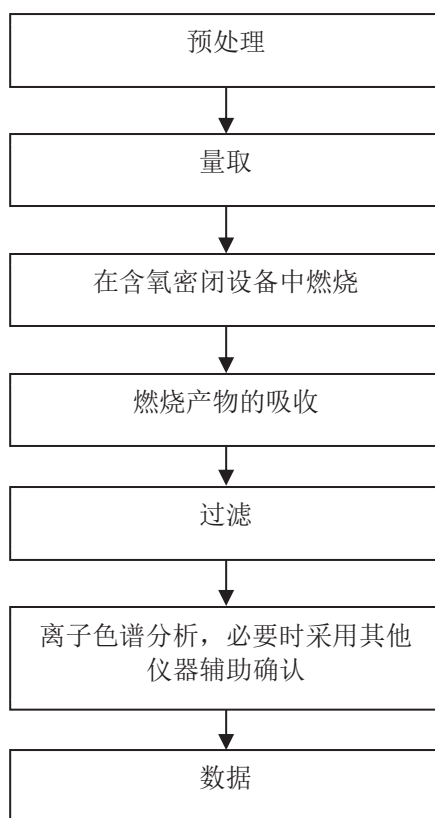 预处理
量取
在含氧密闭设备中燃烧
燃烧产物的吸收
过滤
离子色谱分析，必要时采用其他
仪器辅助确认
数据